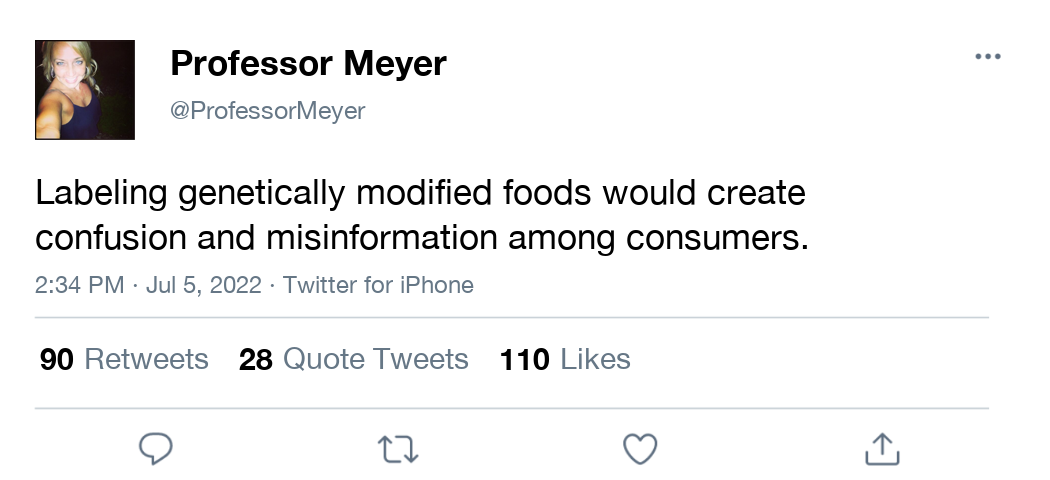 Professor Meyer
@ProfessorMeyer
Labeling genetically modified foods would create
confusion and misinformation among consumers.
2:34 PM · Jul 5, 2022 · Twitter for iPhone
90 Retweets 28 Quote Tweets 110 Likes